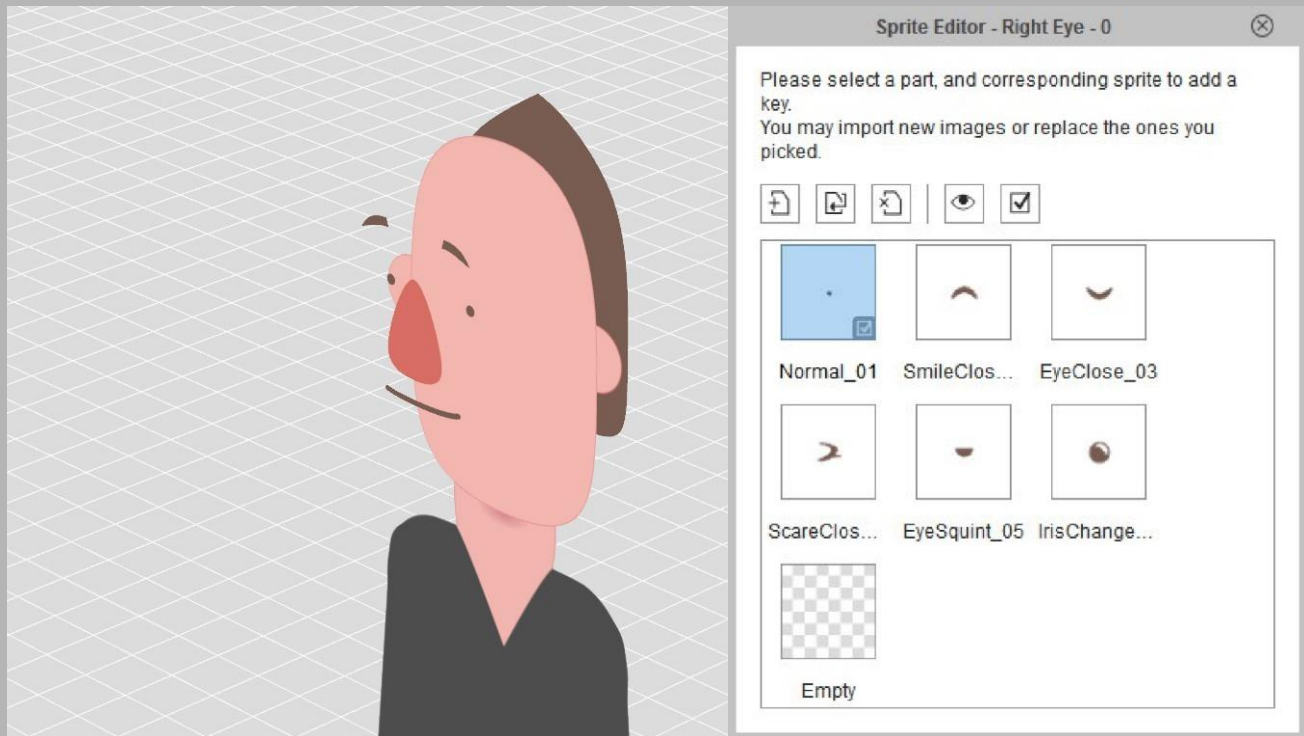 Sprite Editor - Right Eye - 0
Please select a part, and corresponding sprite to add a
key.
You may import new images or replace the ones you
picked.
Normal_01
SmileClos...
EyeClose_03
ScareClos...
EyeSquint_05
IrisChange...
Empty